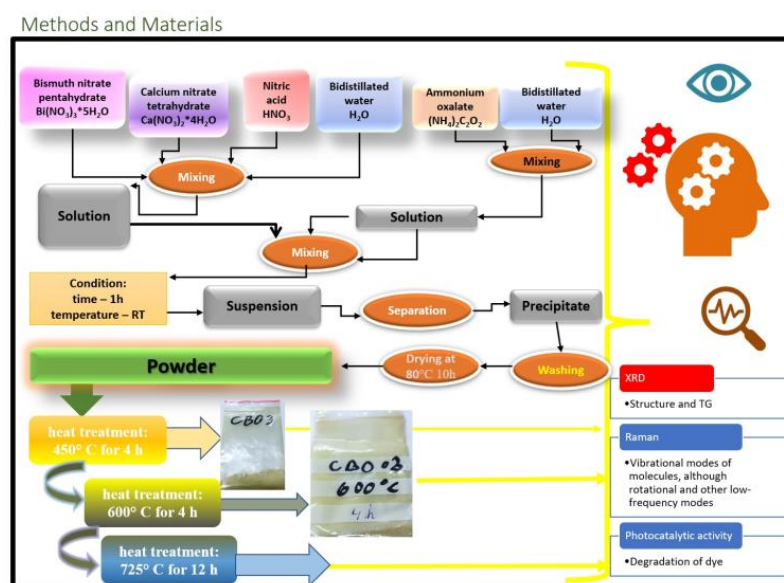 Methods and Materials
Bismuth nitrate
pentahydrate
Bi(NO₃)₃*5H₂O
Calcium nitrate
tetrahydrate
Ca(NO₃)₂*4H₂O
Nitric
acid
HNO₃
Bidistilled
water
H₂O
Ammonium
oxalate
(NH₄)₂C₂O₂
Bidistilled
water
H₂O
Mixing
Mixing
Solution
Solution
Mixing
Condition:
time – 1h
temperature – RT
Suspension
Separation
Precipitate
Powder
Drying at
80°C 10h
Washing
heat treatment:
450° C for 4 h
CBO3
heat treatment:
600° C for 4 h
CBO 03
600°C
4 h
heat treatment:
725° C for 12 h
XRD
•Structure and TG
Raman
•Vibrational modes of
molecules, although
rotational and other low-
frequency modes
Photocatalytic activity
•Degradation of dye